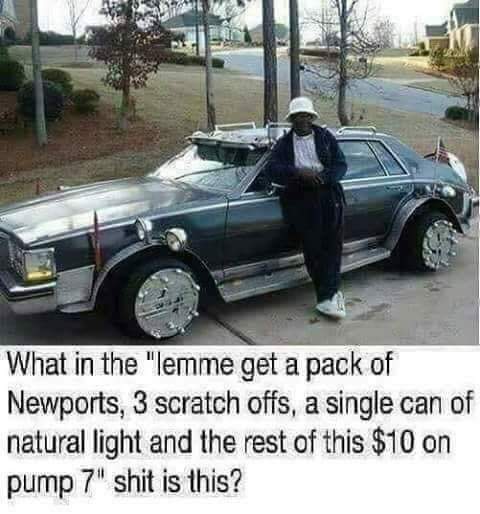 What in the "lemme get a pack of
Newports, 3 scratch offs, a single can of
natural light and the rest of this $10 on
pump 7" shit is this?